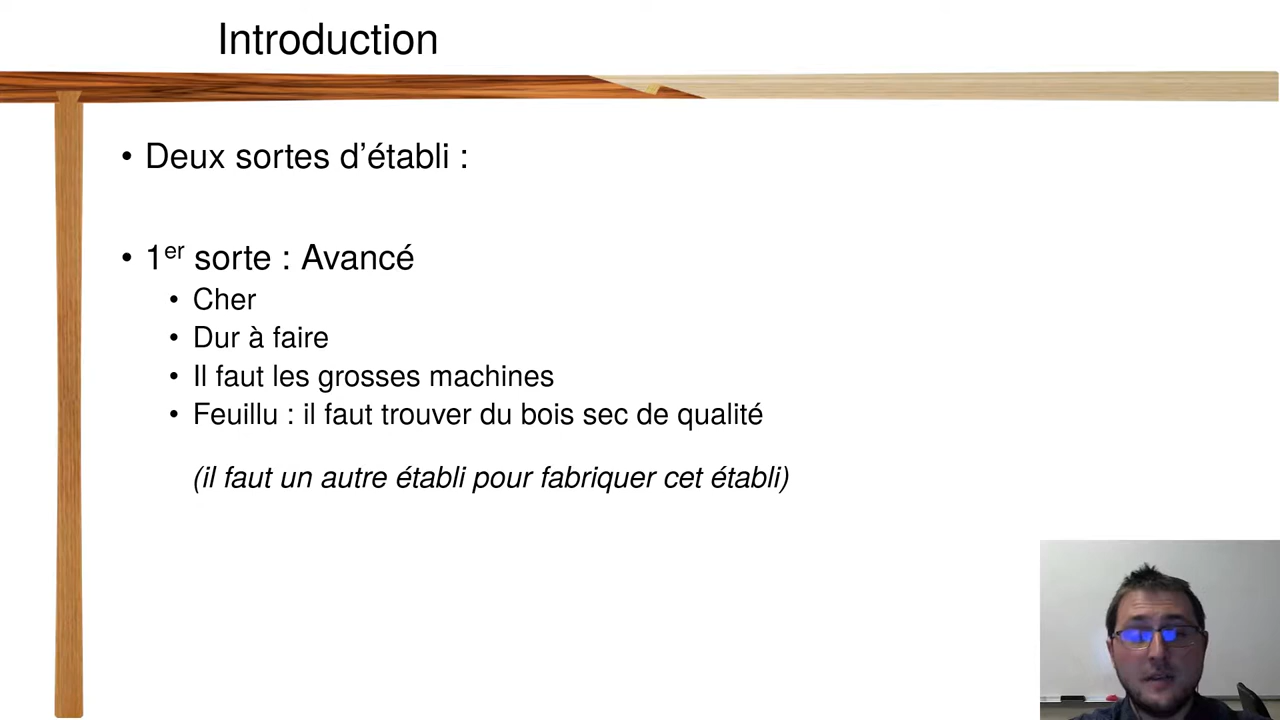 Introduction
• Deux sortes d'établi :
• 1er sorte : Avancé
• Cher
• Dur à faire
• Il faut les grosses machines
• Feuillu : il faut trouver du bois sec de qualité
(il faut un autre établi pour fabriquer cet établi)